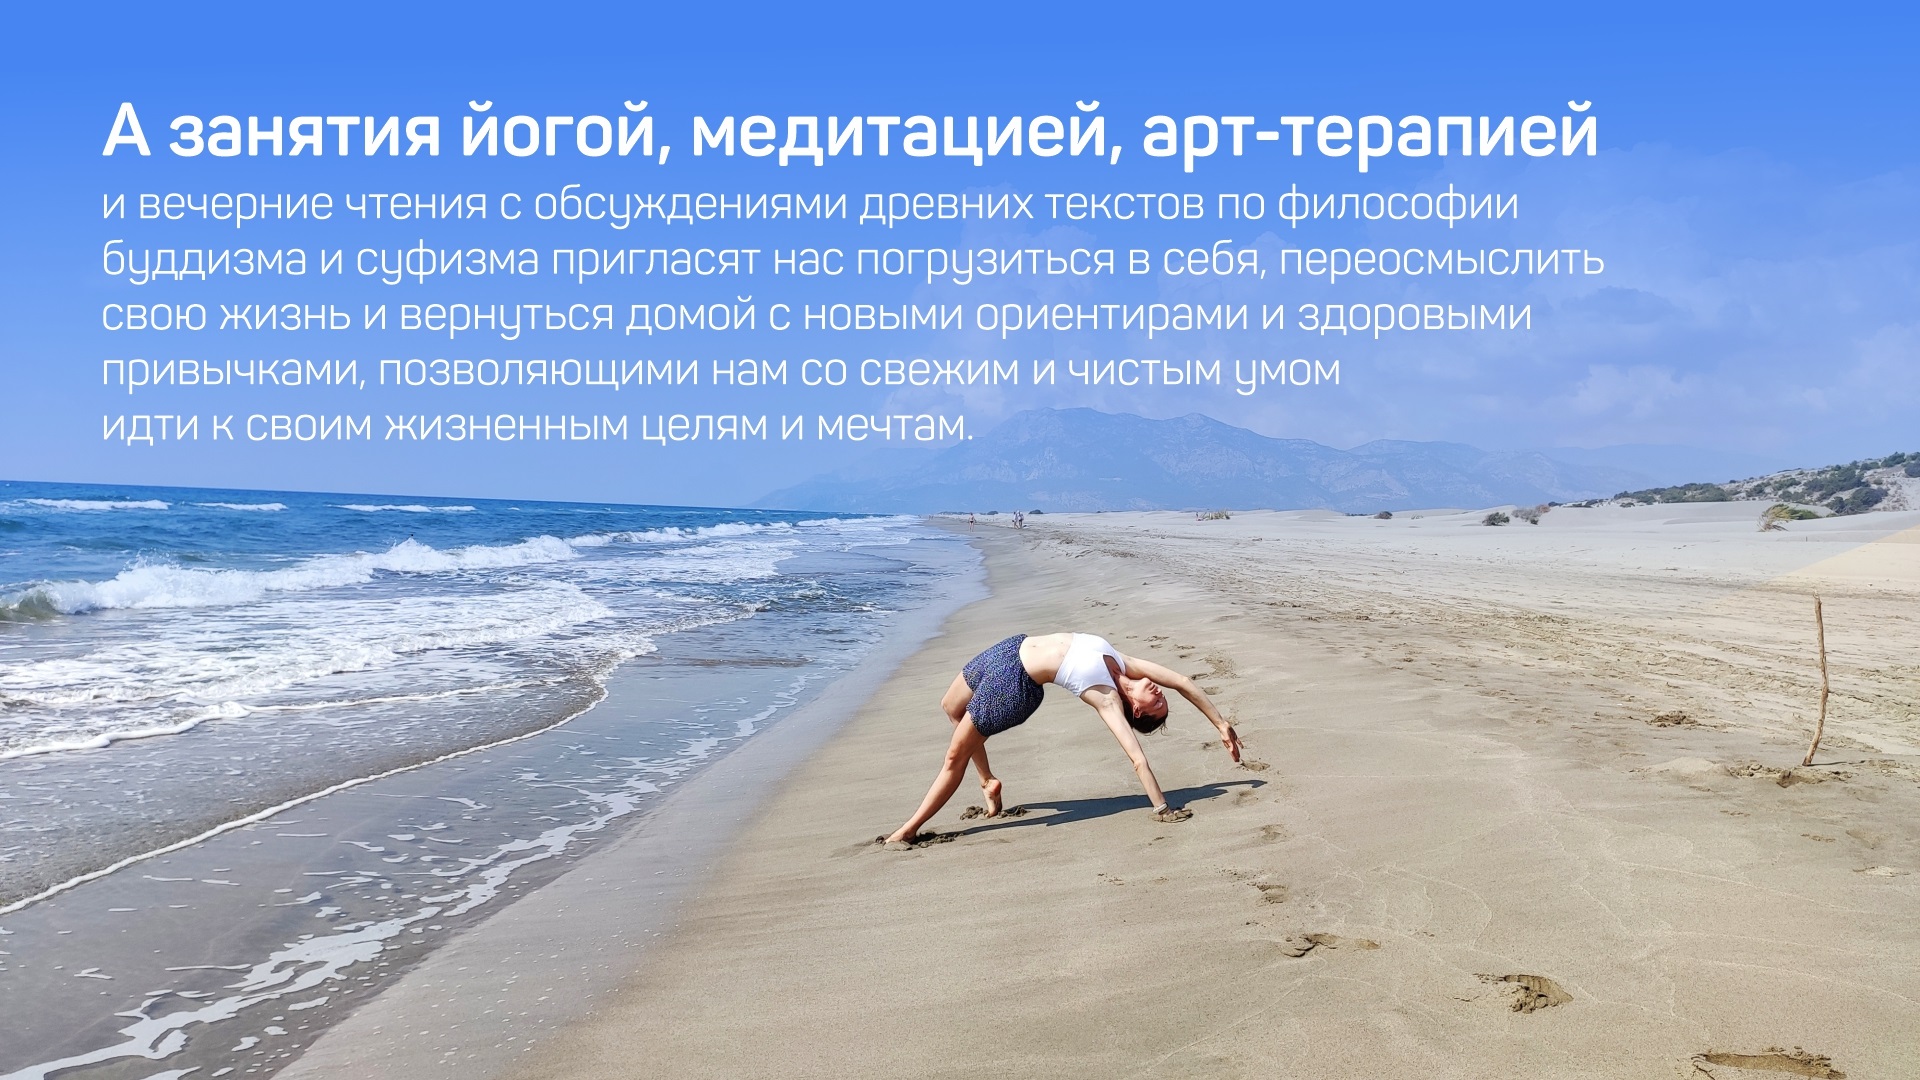 А занятия йогой, медитацией, арт-терапией
и вечерние чтения с обсуждениями древних текстов по философии
буддизма и суфизма пригласят нас погрузиться в себя, переосмыслить
свою жизнь и вернуться домой с новыми ориентирами и здоровыми
привычками, позволяющими нам со свежим и чистым умом
идти к своим жизненным целям и мечтам.